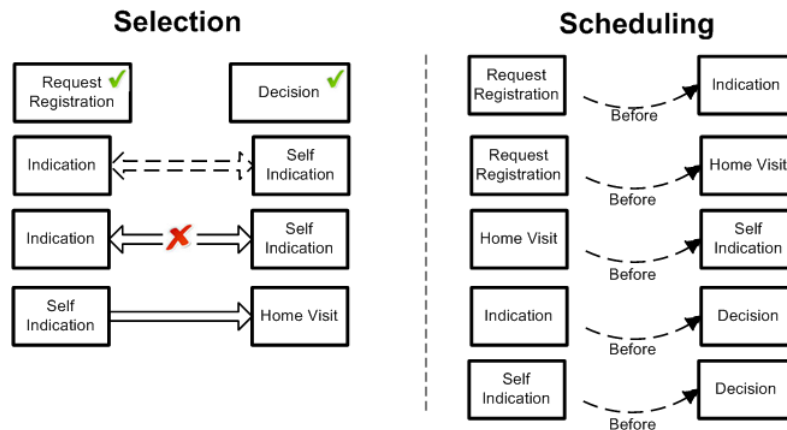 Selection
Request
Registration
Decision
Indication
Self
Indication
Indication
Self
Indication
Self
Indication
Home Visit
Scheduling
Request
Registration
Before
Indication
Request
Registration
Before
Home Visit
Home Visit
Before
Self
Indication
Indication
Before
Decision
Self
Indication
Before
Decision